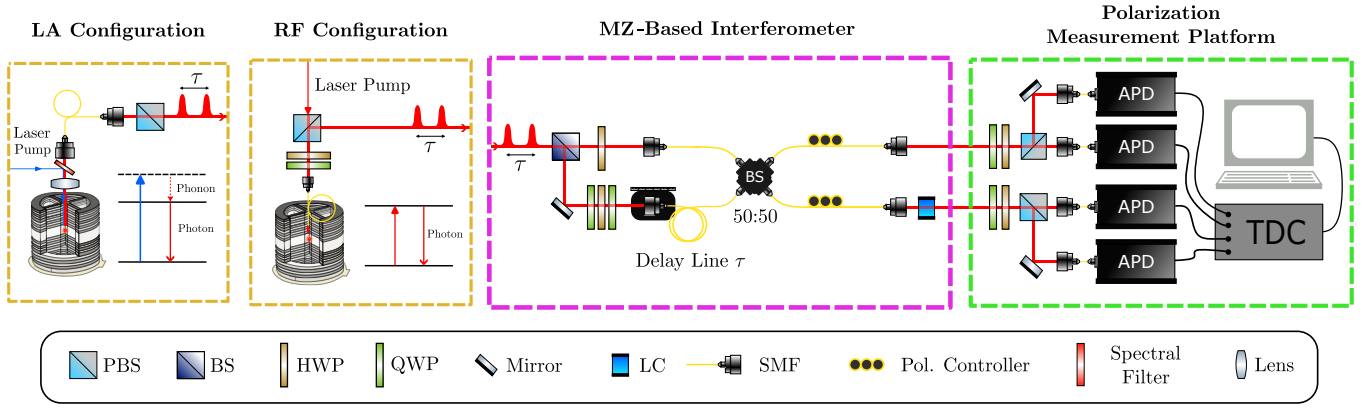 LA Configuration
RF Configuration
MZ-Based Interferometer
Polarization
Measurement Platform
τ
Laser
Pump
Phonon
Photon
Laser Pump
τ
Photon
τ
BS
50:50
Delay Line τ
APD
APD
APD
APD
TDC
PBS
BS
HWP
QWP
Mirror
LC
SMF
Pol. Controller
Spectral
Filter
Lens